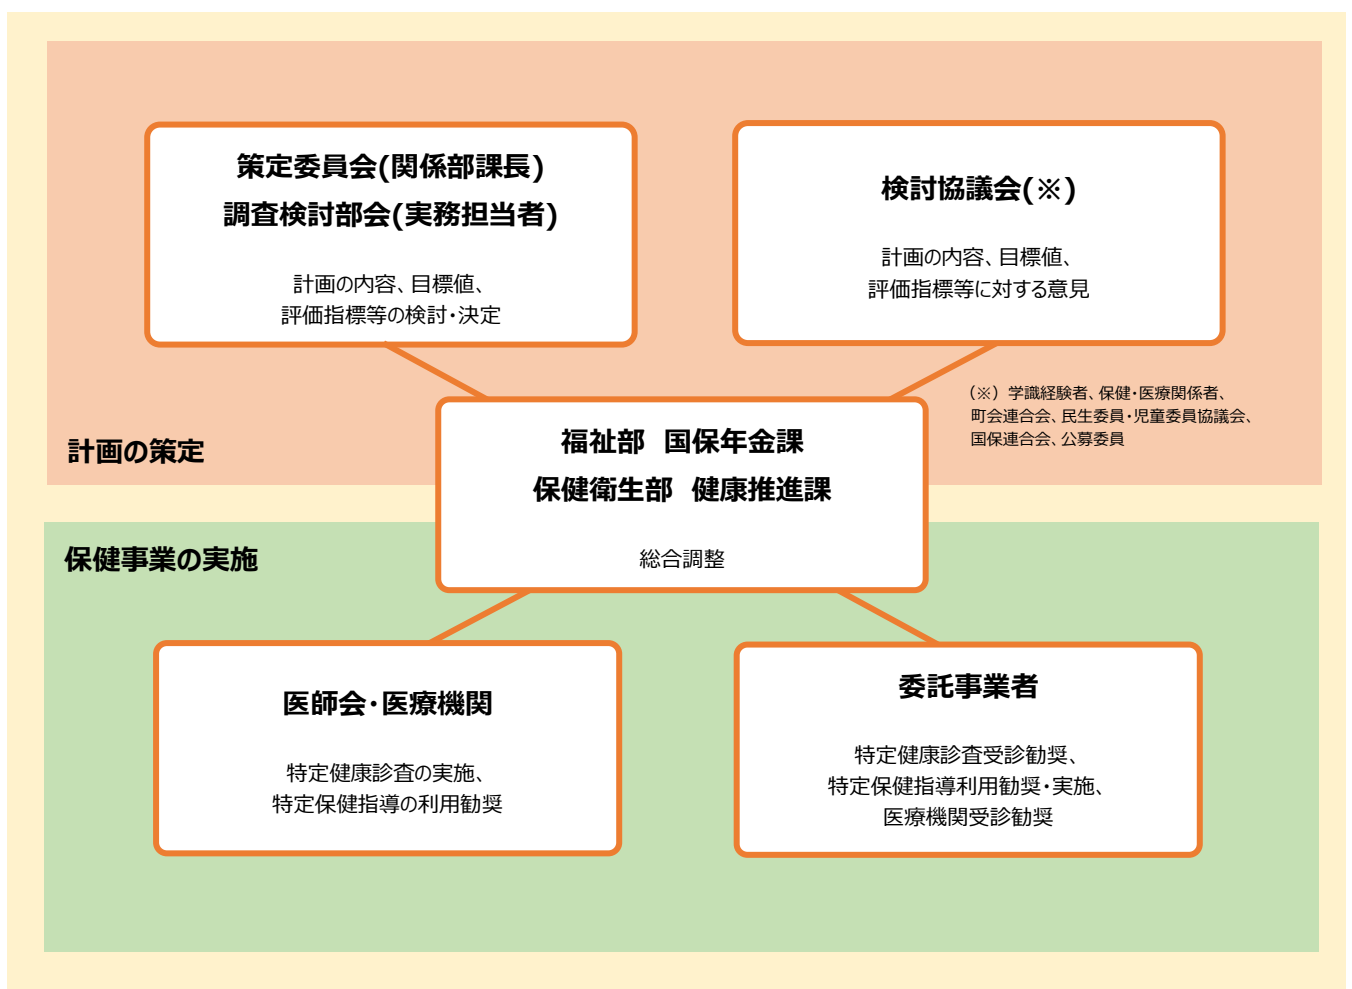 策定委員会(関係部課長)
調査検討部会(実務担当者)
計画の内容、目標値、
評価指標等の検討・決定
検討協議会(※)
計画の内容、目標値、
評価指標等に対する意見
（※）学識経験者、保健・医療関係者、
町会連合会、民生委員・児童委員協議会、
国保連合会、公募委員
計画の策定
福祉部　国保年金課
保健衛生部　健康推進課
総合調整
保健事業の実施
医師会・医療機関
特定健康診査の実施、
特定保健指導の利用勧奨
委託事業者
特定健康診査受診勧奨、
特定保健指導利用勧奨・実施、
医療機関受診勧奨